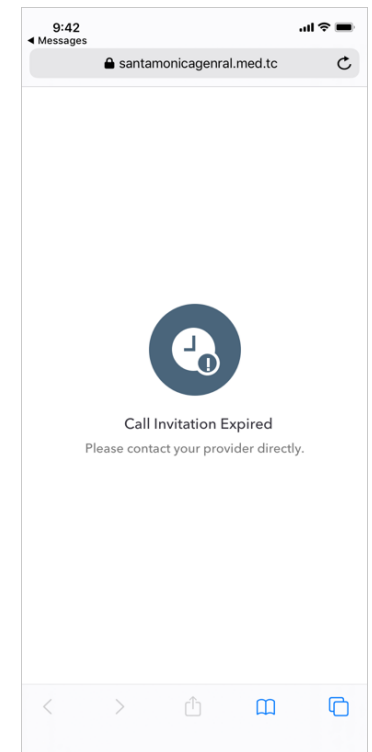 9:42
◀ Messages
santamonicagenral.med.tc
Call Invitation Expired
Please contact your provider directly.